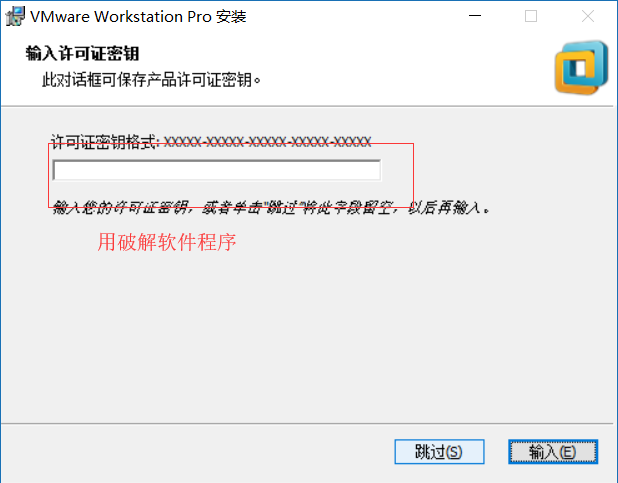 VMware Workstation Pro 安装
输入许可证密钥
此对话框可保存产品许可证密钥。
许可证密钥格式: XXXXX-XXXXX-XXXXX-XXXXX-XXXXX
输入您的许可证密钥，或者单击“跳过”将此字段留空，以后再输入。
用破解软件程序
跳过(S) 输入(E)